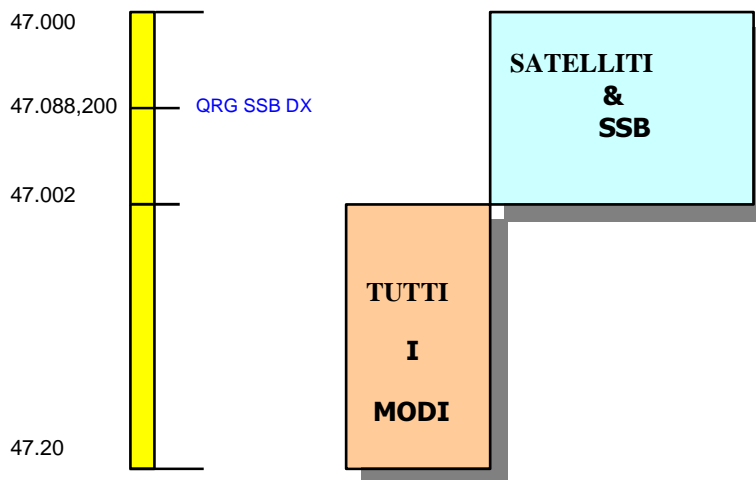 47.000
SATELLITI
&
SSB
47.088,200 QRG SSB DX
47.002
TUTTI
I
MODI
47.20